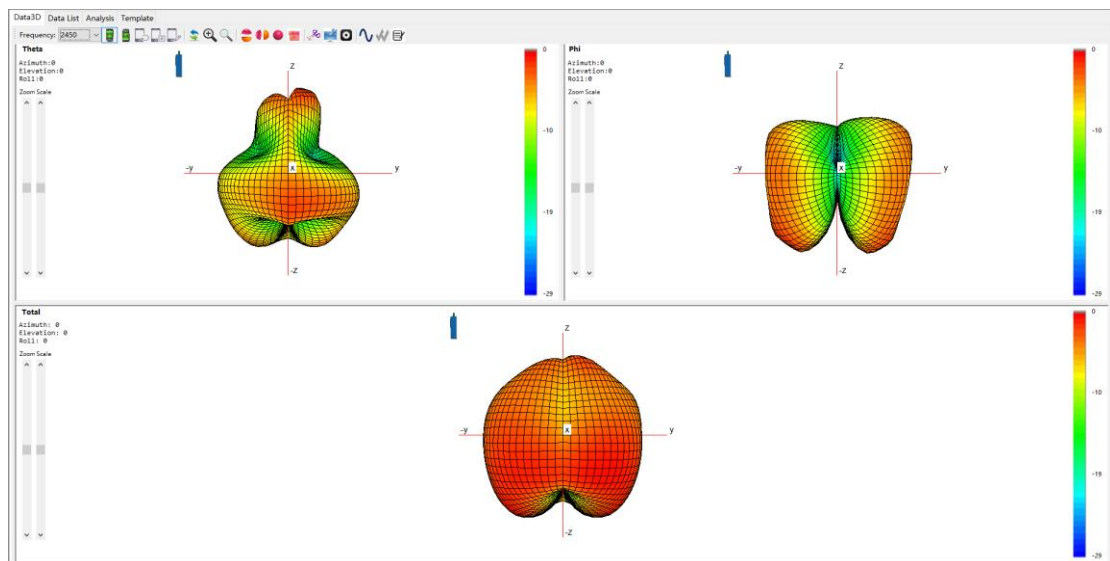 Data3D Data List Analysis Template
Frequency: 2450
Theta
Azimuth:0
Elevation:0
Roll:0
Zoom Scale
Z
-y
x
y
-Z
0
-10
-19
-29
Phi
Azimuth:0
Elevation:0
Roll:0
Zoom Scale
Z
-y
x
y
-Z
0
-10
-19
-29
Total
Azimuth: 0
Elevation: 0
Roll: 0
Zoom Scale
Z
-y
x
y
-Z
0
-10
-19
-29